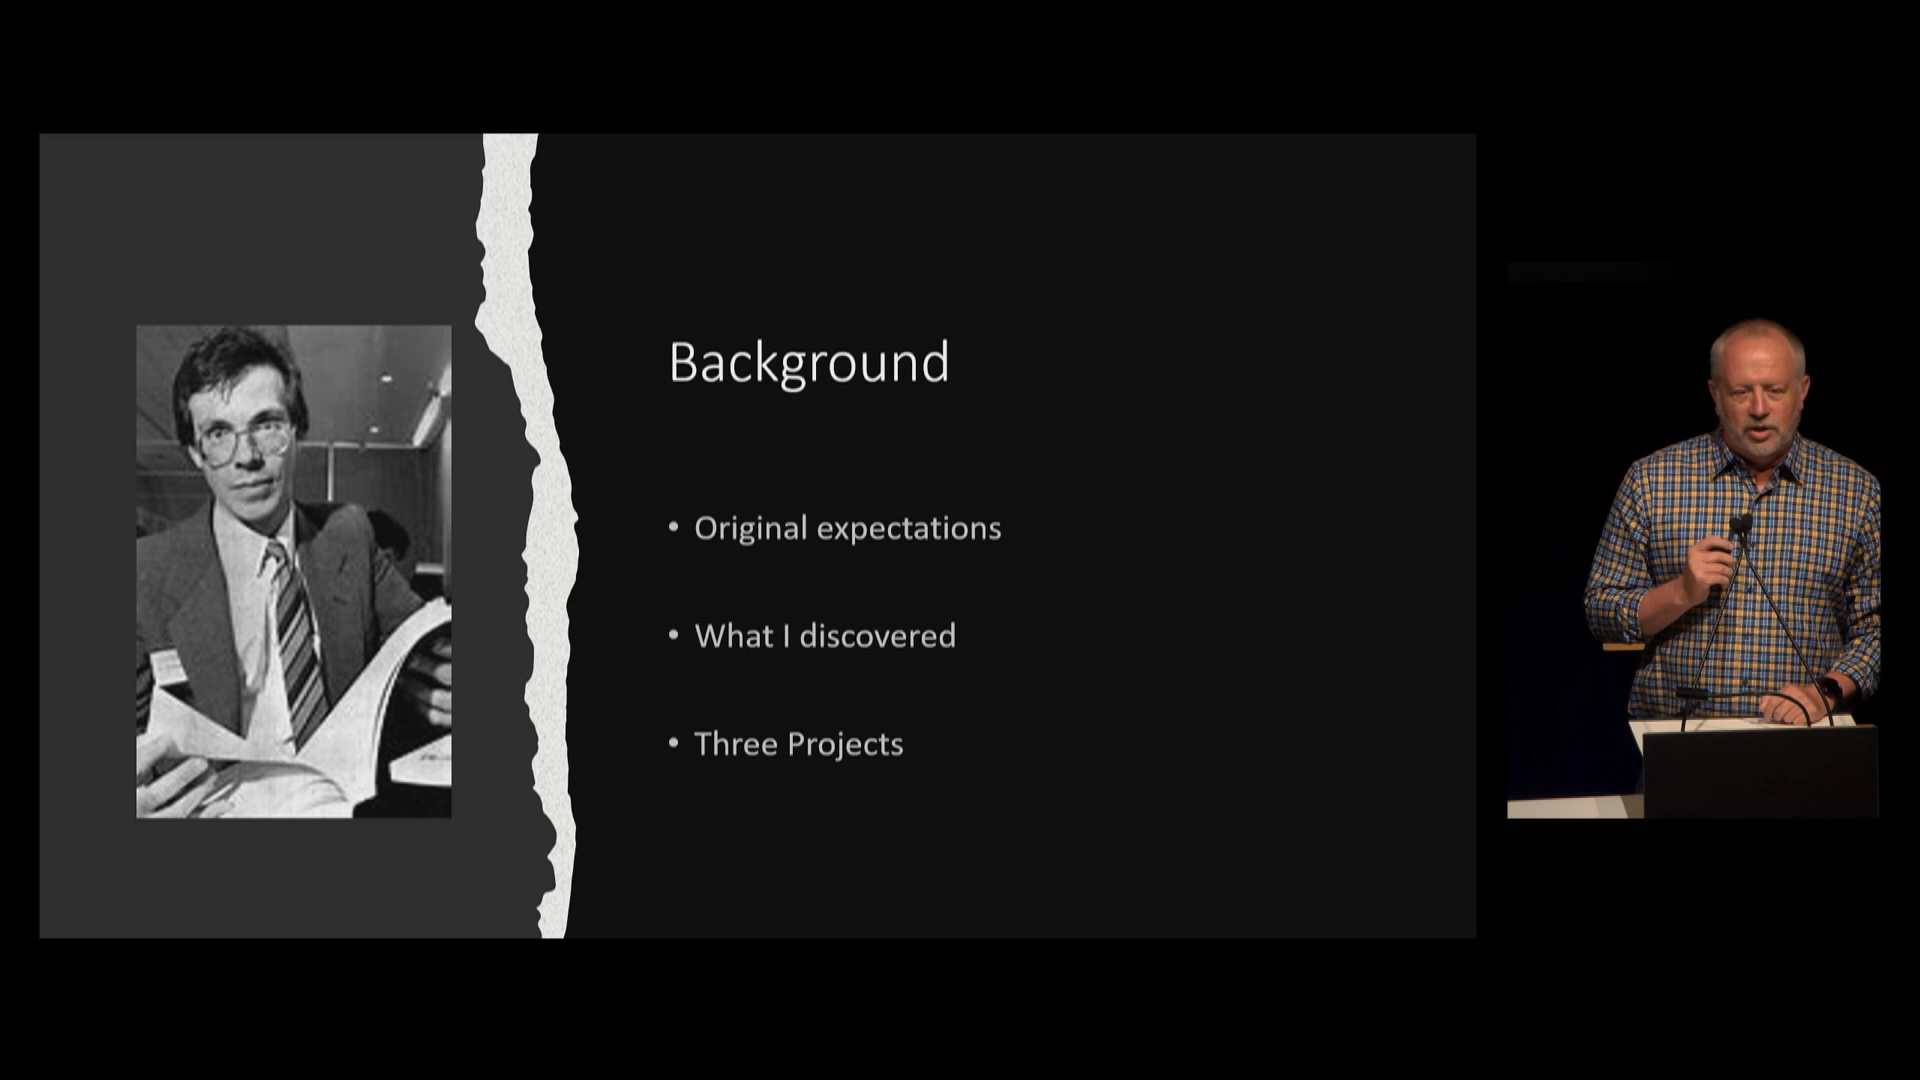 Background
• Original expectations
• What I discovered
• Three Projects